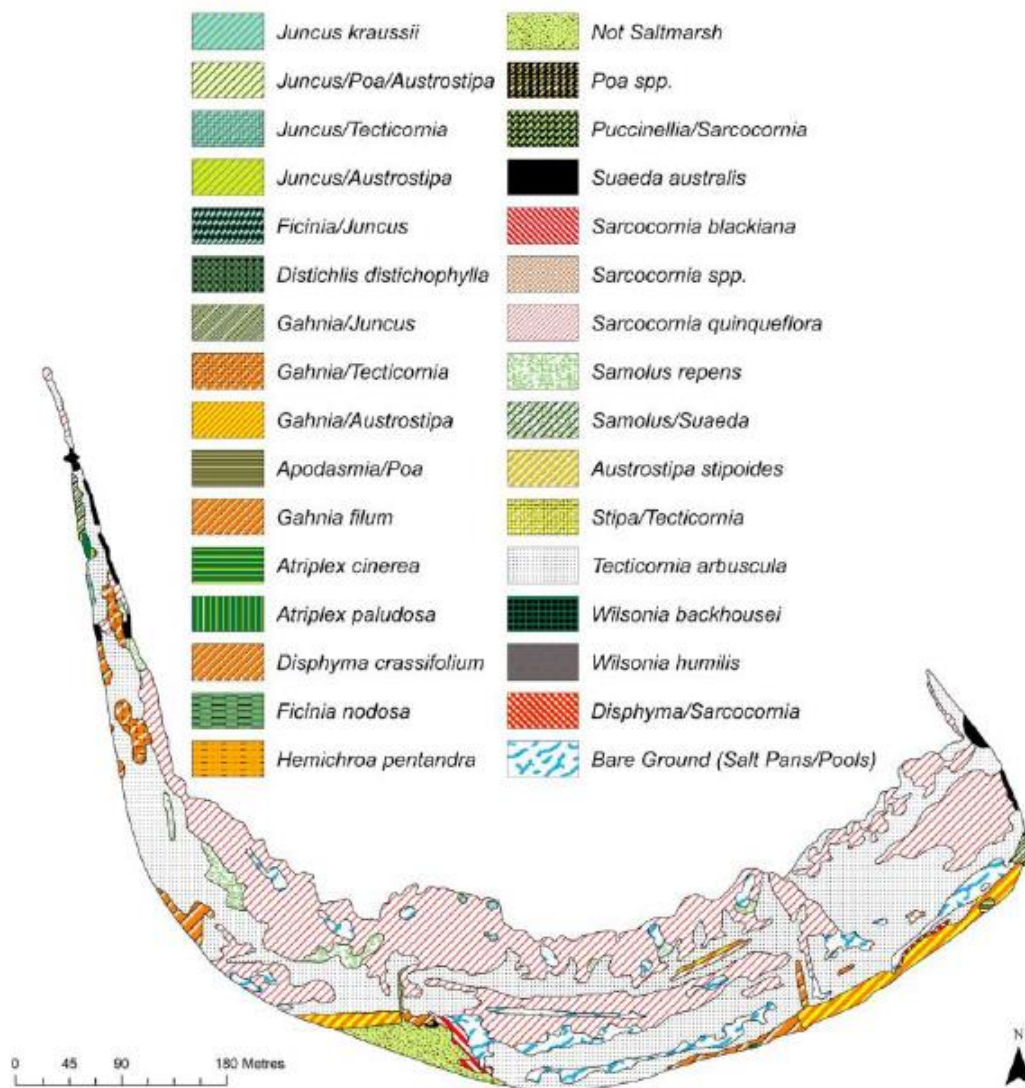 Juncus kraussii
Juncus/Poa/Austrostipa
Juncus/Tecticornia
Juncus/Austrostipa
Ficinia/Juncus
Distichlis distichophylla
Gahnia/Juncus
Gahnia/Tecticornia
Gahnia/Austrostipa
Apodasmia/Poa
Gahnia filum
Atriplex cinerea
Atriplex paludosa
Disphyma crassifolium
Ficinia nodosa
Hemichroa pentandra
Not Saltmarsh
Poa spp.
Puccinellia/Sarcocornia
Suaeda australis
Sarcocornia blackiana
Sarcocornia spp.
Sarcocornia quinqueflora
Samolus repens
Samolus/Suaeda
Austrostipa stipoides
Stipa/Tecticornia
Tecticornia arbuscula
Wilsonia backhousei
Wilsonia humilis
Disphyma/Sarcocornia
Bare Ground (Salt Pans/Pools)
0 45 90 180 Metres
N